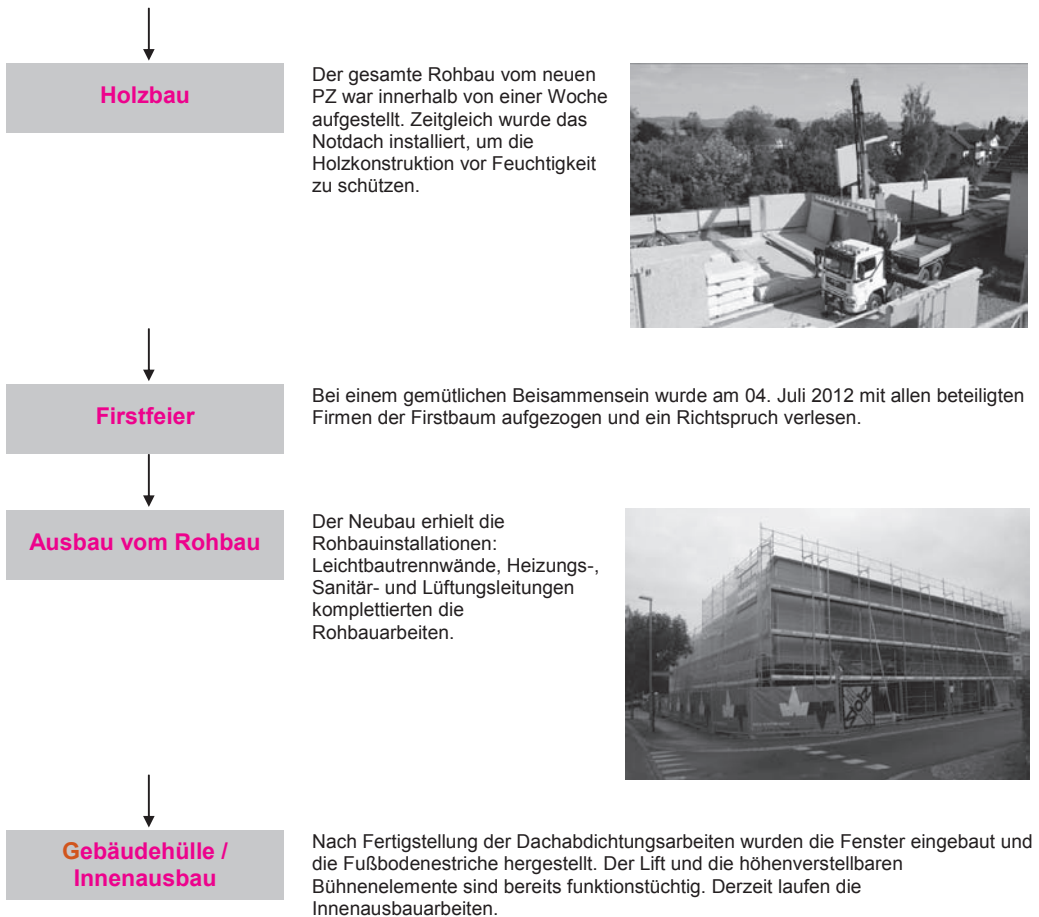 Holzbau
Der gesamte Rohbau vom neuen
PZ war innerhalb von einer Woche
aufgestellt. Zeitgleich wurde das
Notdach installiert, um die
Holzkonstruktion vor Feuchtigkeit
zu schützen.
Firstfeier
Bei einem gemütlichen Beisammensein wurde am 04. Juli 2012 mit allen beteiligten
Firmen der Firstbaum aufgezogen und ein Richtspruch verlesen.
Ausbau vom Rohbau
Der Neubau erhielt die
Rohbauinstallationen:
Leichtbautrennwände, Heizungs-,
Sanitär- und Lüftungsleitungen
komplettierten die
Rohbauarbeiten.
stolz
Gebäudehülle /
Innenausbau
Nach Fertigstellung der Dachabdichtungsarbeiten wurden die Fenster eingebaut und
die Fußbodenestriche hergestellt. Der Lift und die höhenverstellbaren
Bühnenelemente sind bereits funktionstüchtig. Derzeit laufen die
Innenausbauarbeiten.